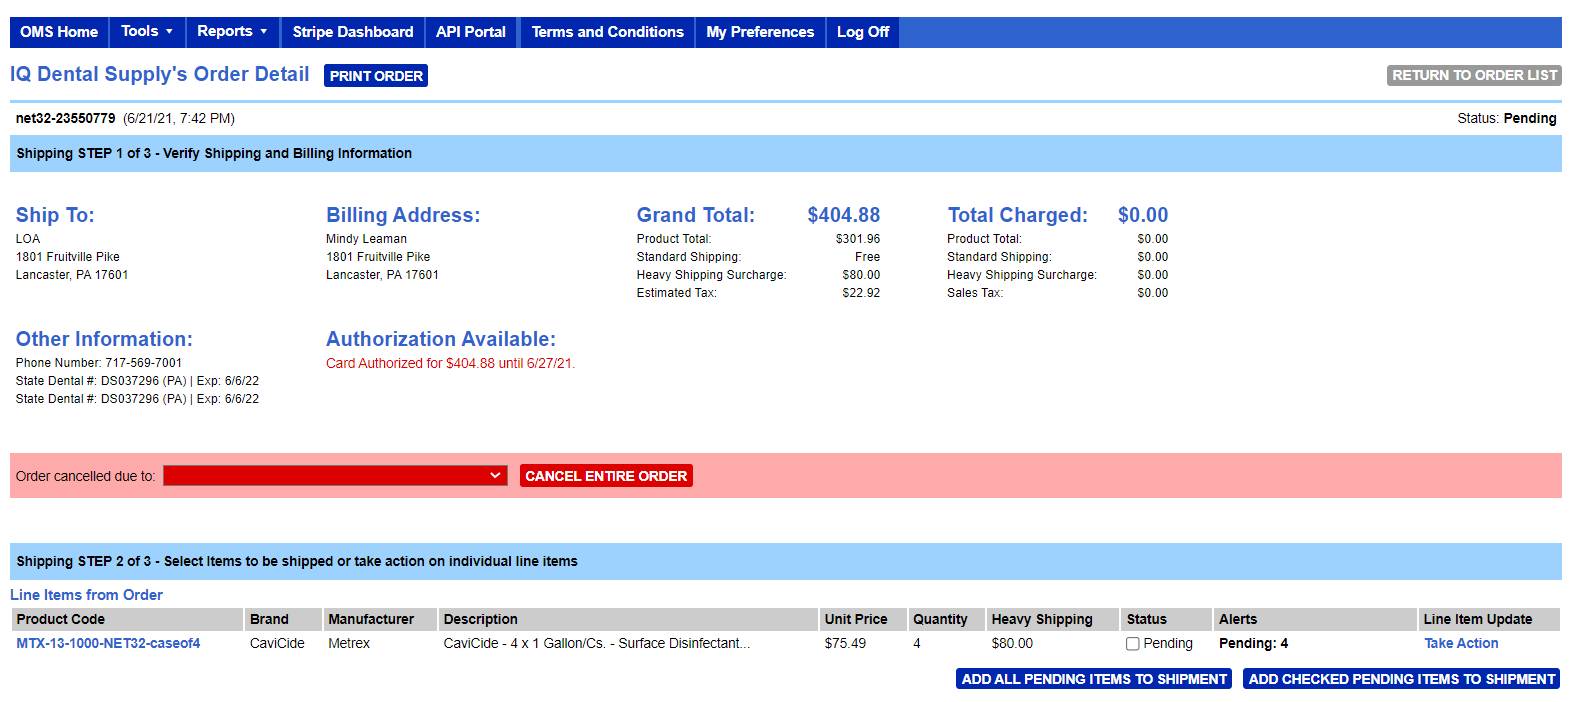 OMS Home Tools Reports Stripe Dashboard API Portal Terms and Conditions My Preferences Log Off
IQ Dental Supply's Order Detail PRINT ORDER RETURN TO ORDER LIST
net32-23550779 (6/21/21, 7:42 PM) Status: Pending
Shipping STEP 1 of 3 - Verify Shipping and Billing Information
Ship To:
LOA
1801 Fruitville Pike
Lancaster, PA 17601
Billing Address:
Mindy Leaman
1801 Fruitville Pike
Lancaster, PA 17601
Grand Total: $404.88
Product Total: $301.96
Standard Shipping: Free
Heavy Shipping Surcharge: $80.00
Estimated Tax: $22.92
Total Charged: $0.00
Product Total: $0.00
Standard Shipping: $0.00
Heavy Shipping Surcharge: $0.00
Sales Tax: $0.00
Other Information:
Phone Number: 717-569-7001
State Dental #: DS037296 (PA) | Exp: 6/6/22
State Dental #: DS037296 (PA) | Exp: 6/6/22
Authorization Available:
Card Authorized for $404.88 until 6/27/21.
Order cancelled due to: CANCEL ENTIRE ORDER
Shipping STEP 2 of 3 - Select Items to be shipped or take action on individual line items
Line Items from Order
Product Code Brand Manufacturer Description Unit Price Quantity Heavy Shipping Status Alerts Line Item Update
MTX-13-1000-NET32-caseof4 CaviCide Metrex CaviCide - 4 x 1 Gallon/Cs. - Surface Disinfectant... $75.49 4 $80.00 Pending Pending: 4 Take Action
ADD ALL PENDING ITEMS TO SHIPMENT ADD CHECKED PENDING ITEMS TO SHIPMENT